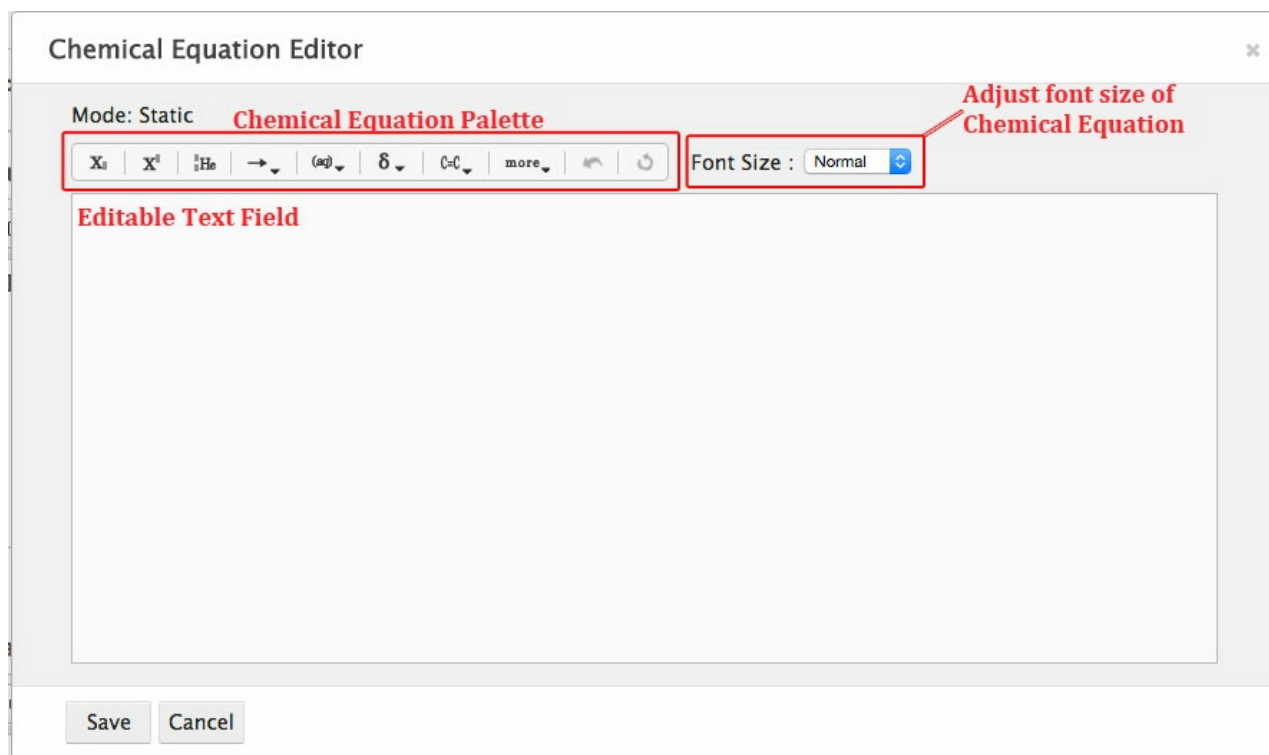 Chemical Equation Editor
Adjust font size of
Chemical Equation
Mode: Static
Chemical Equation Palette
X X He → (aq) δ C=C more Font Size : Normal
Editable Text Field
Save Cancel